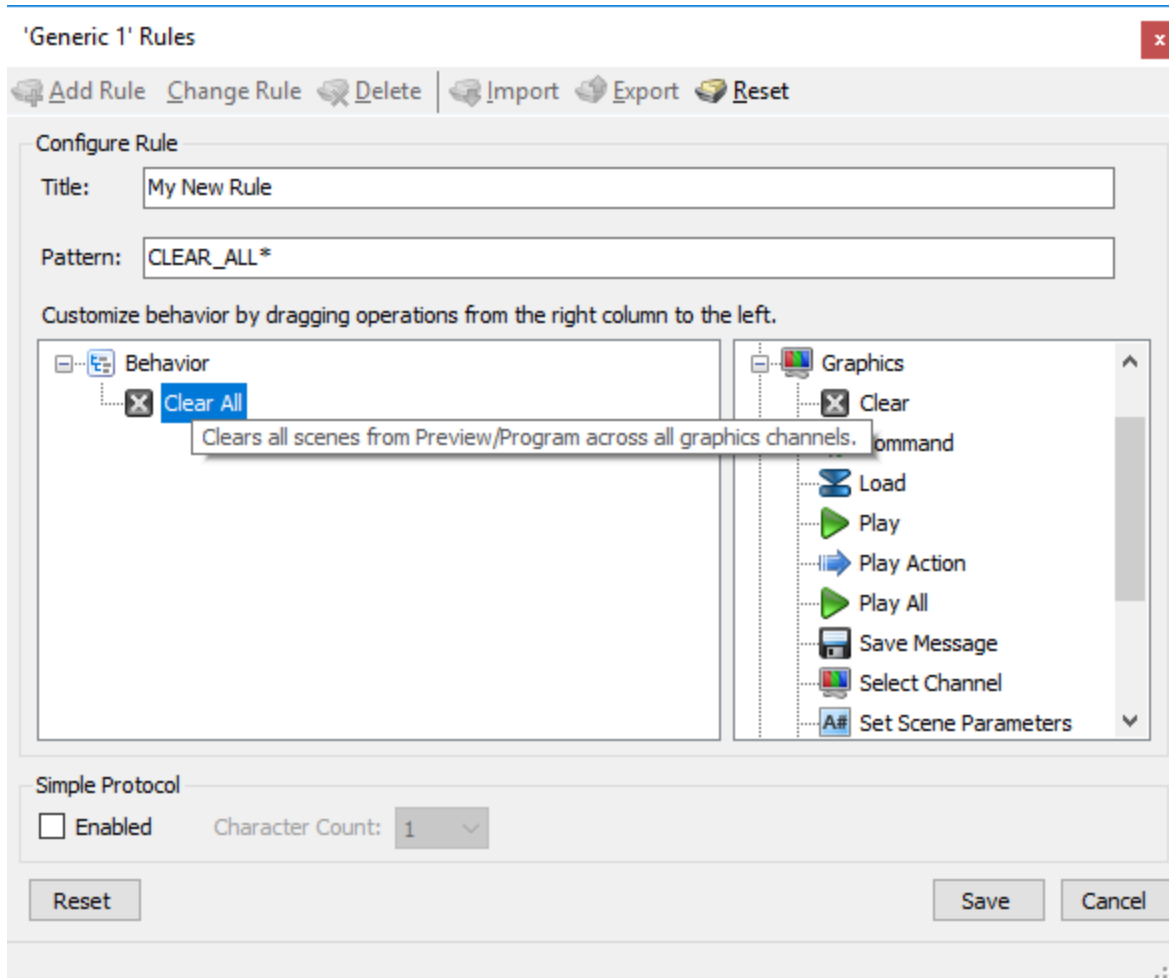 'Generic 1' Rules
x
Add Rule Change Rule Delete Import Export Reset
Configure Rule
Title: My New Rule
Pattern: CLEAR_ALL*
Customize behavior by dragging operations from the right column to the left.
Behavior
Clear All
Clears all scenes from Preview/Program across all graphics channels.
Graphics
Clear
ommand
Load
Play
Play Action
Play All
Save Message
Select Channel
A# Set Scene Parameters
Simple Protocol
Enabled Character Count: 1
Reset Save Cancel